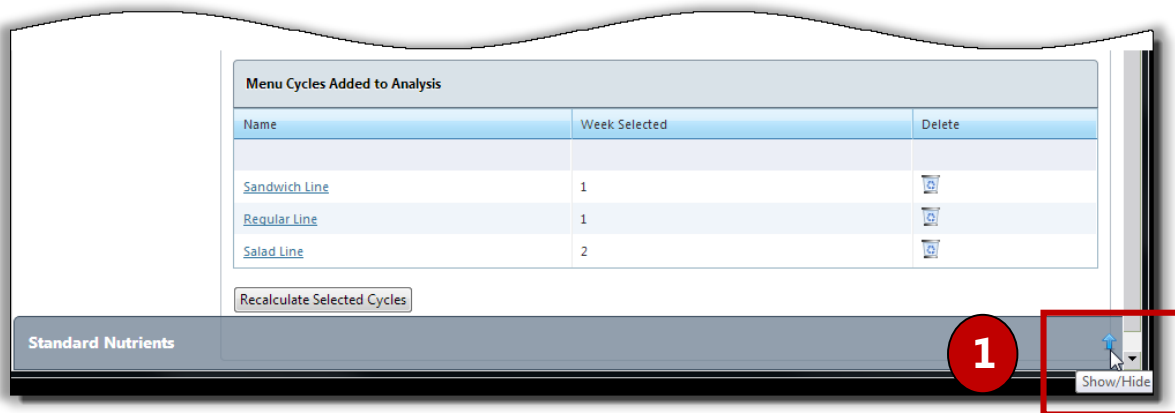 Menu Cycles Added to Analysis
Name Week Selected Delete
Sandwich Line 1
Regular Line 1
Salad Line 2
Recalculate Selected Cycles
Standard Nutrients
1
Show/Hide